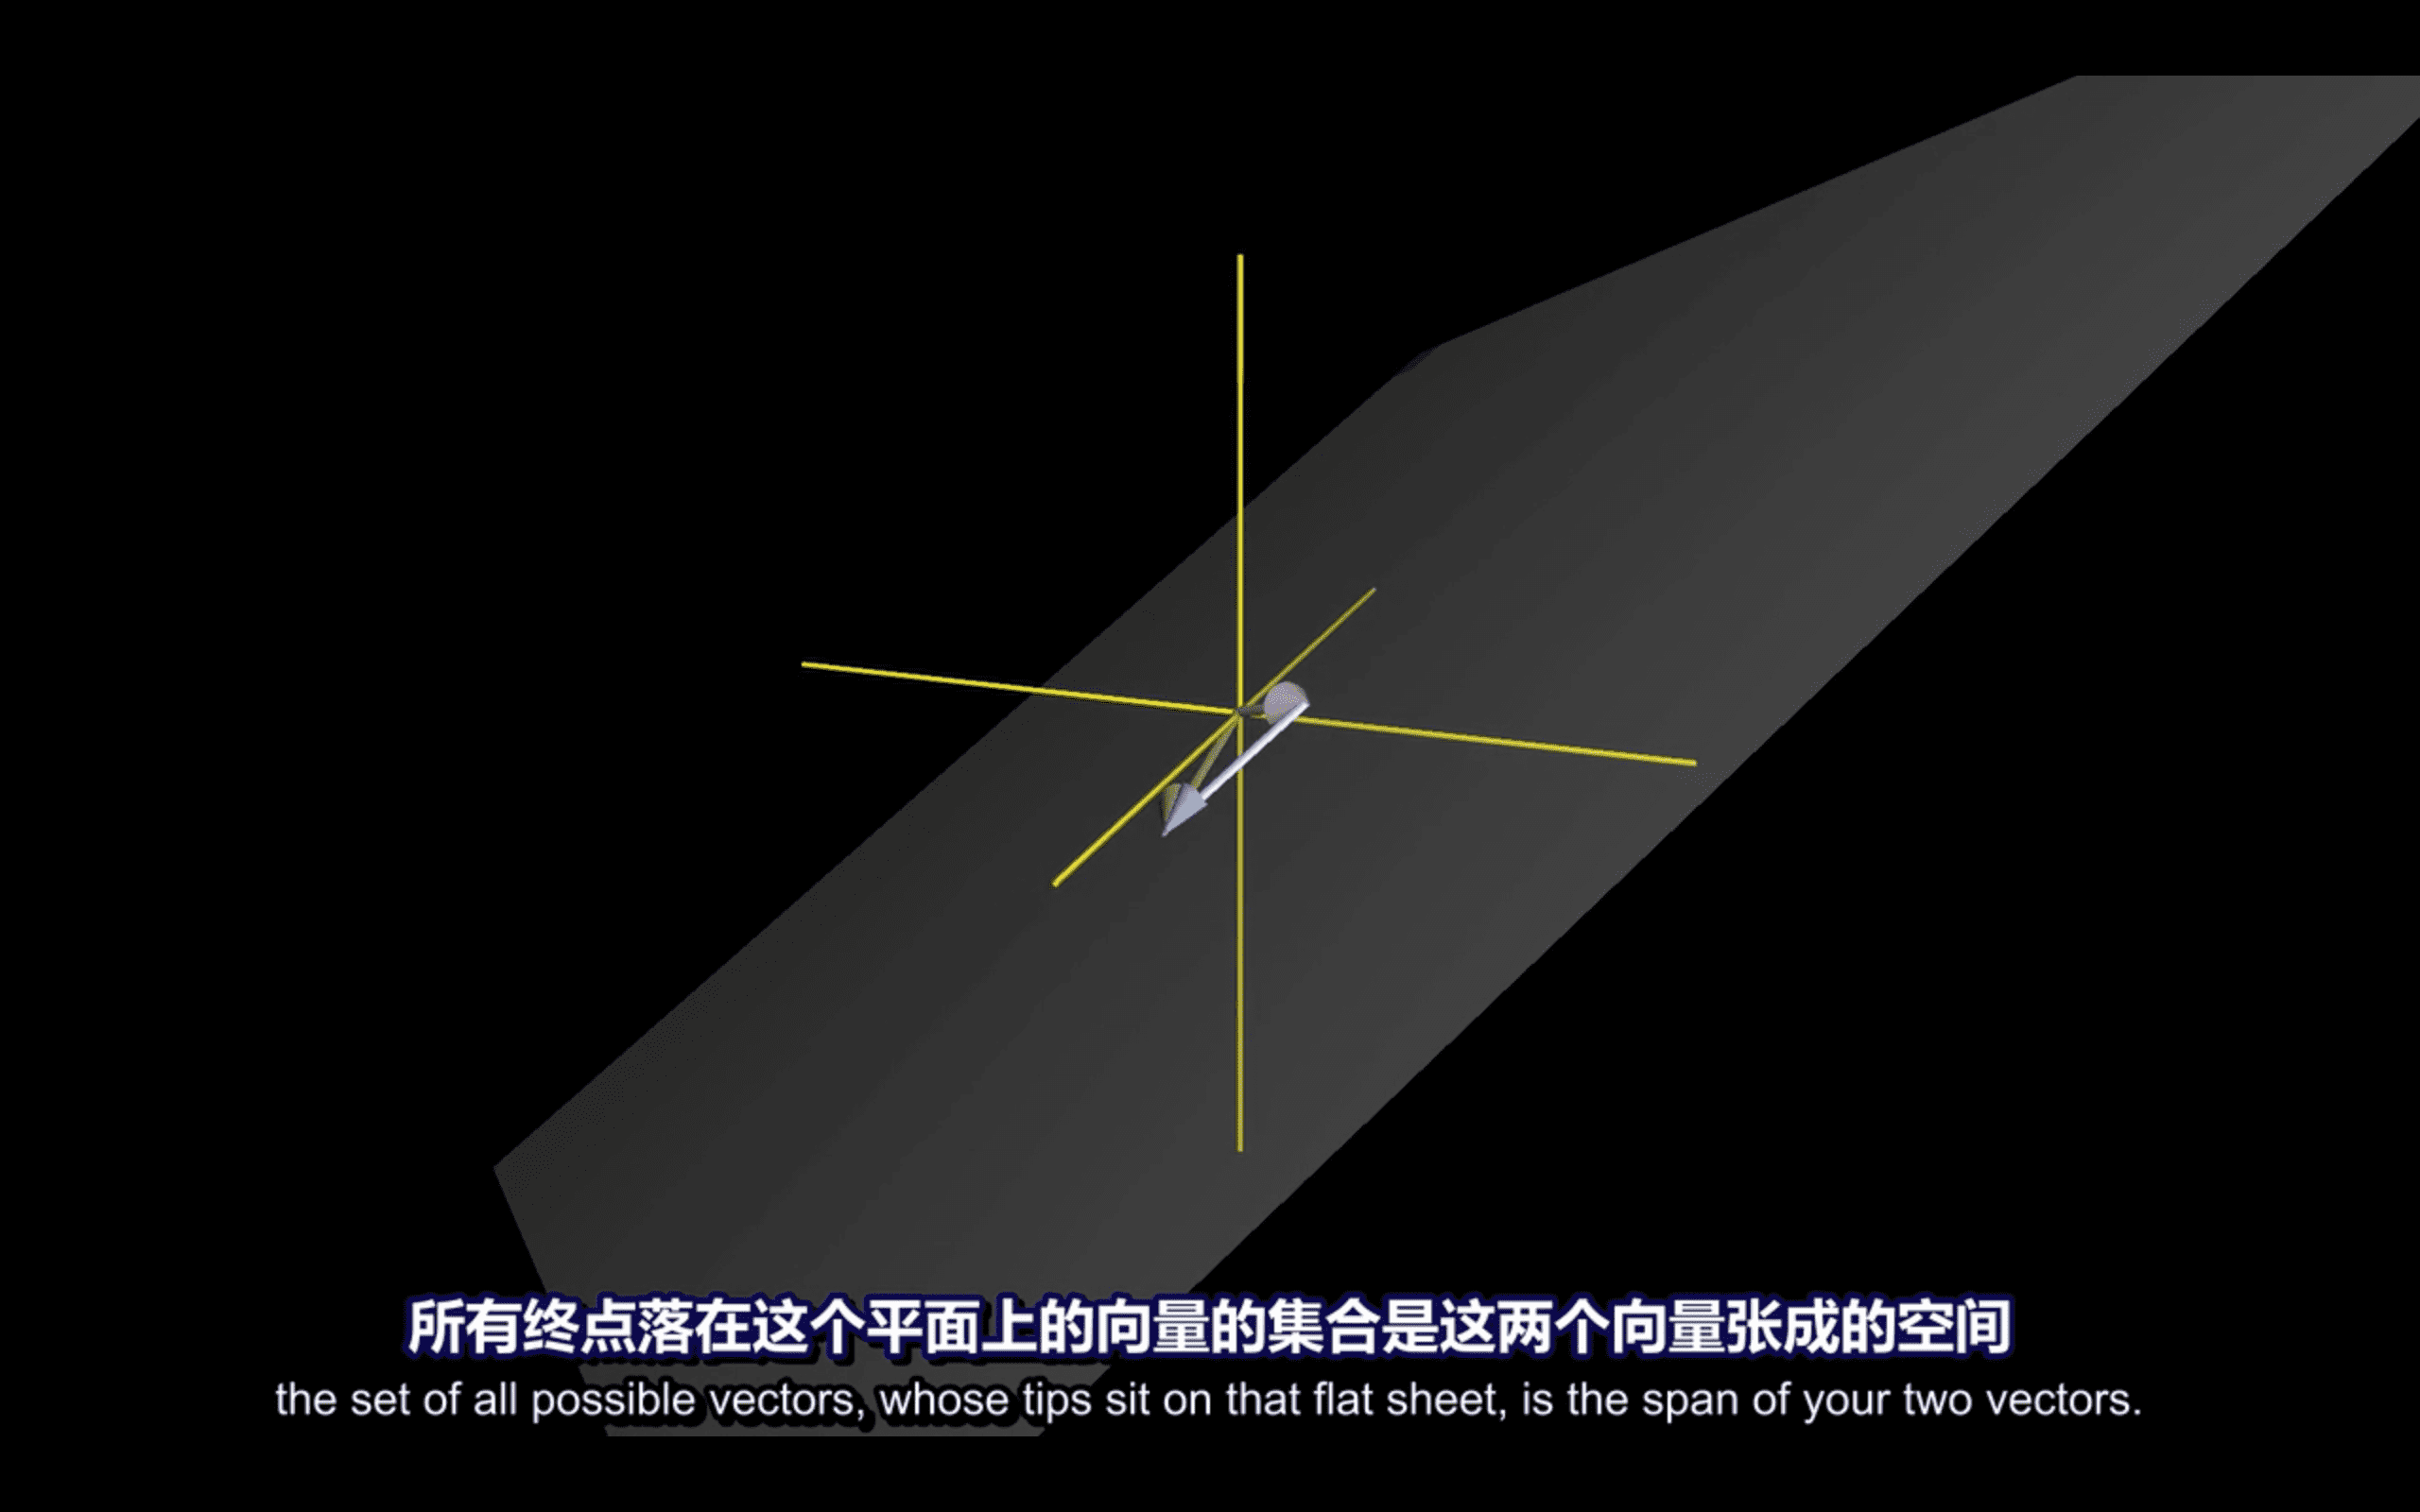 所有终点落在这个平面上的向量的集合是这两个向量张成的空间
the set of all possible vectors, whose tips sit on that flat sheet, is the span of your two vectors.